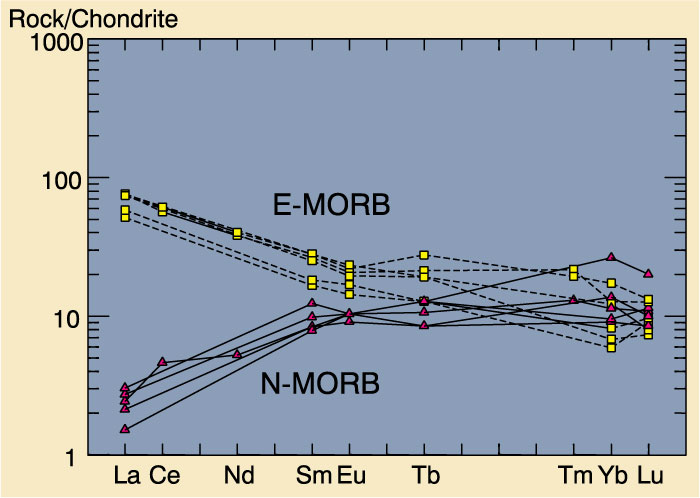 Rock/Chondrite
1000
100
E-MORB
10
N-MORB
1
La Ce Nd Sm Eu Tb Tm Yb Lu